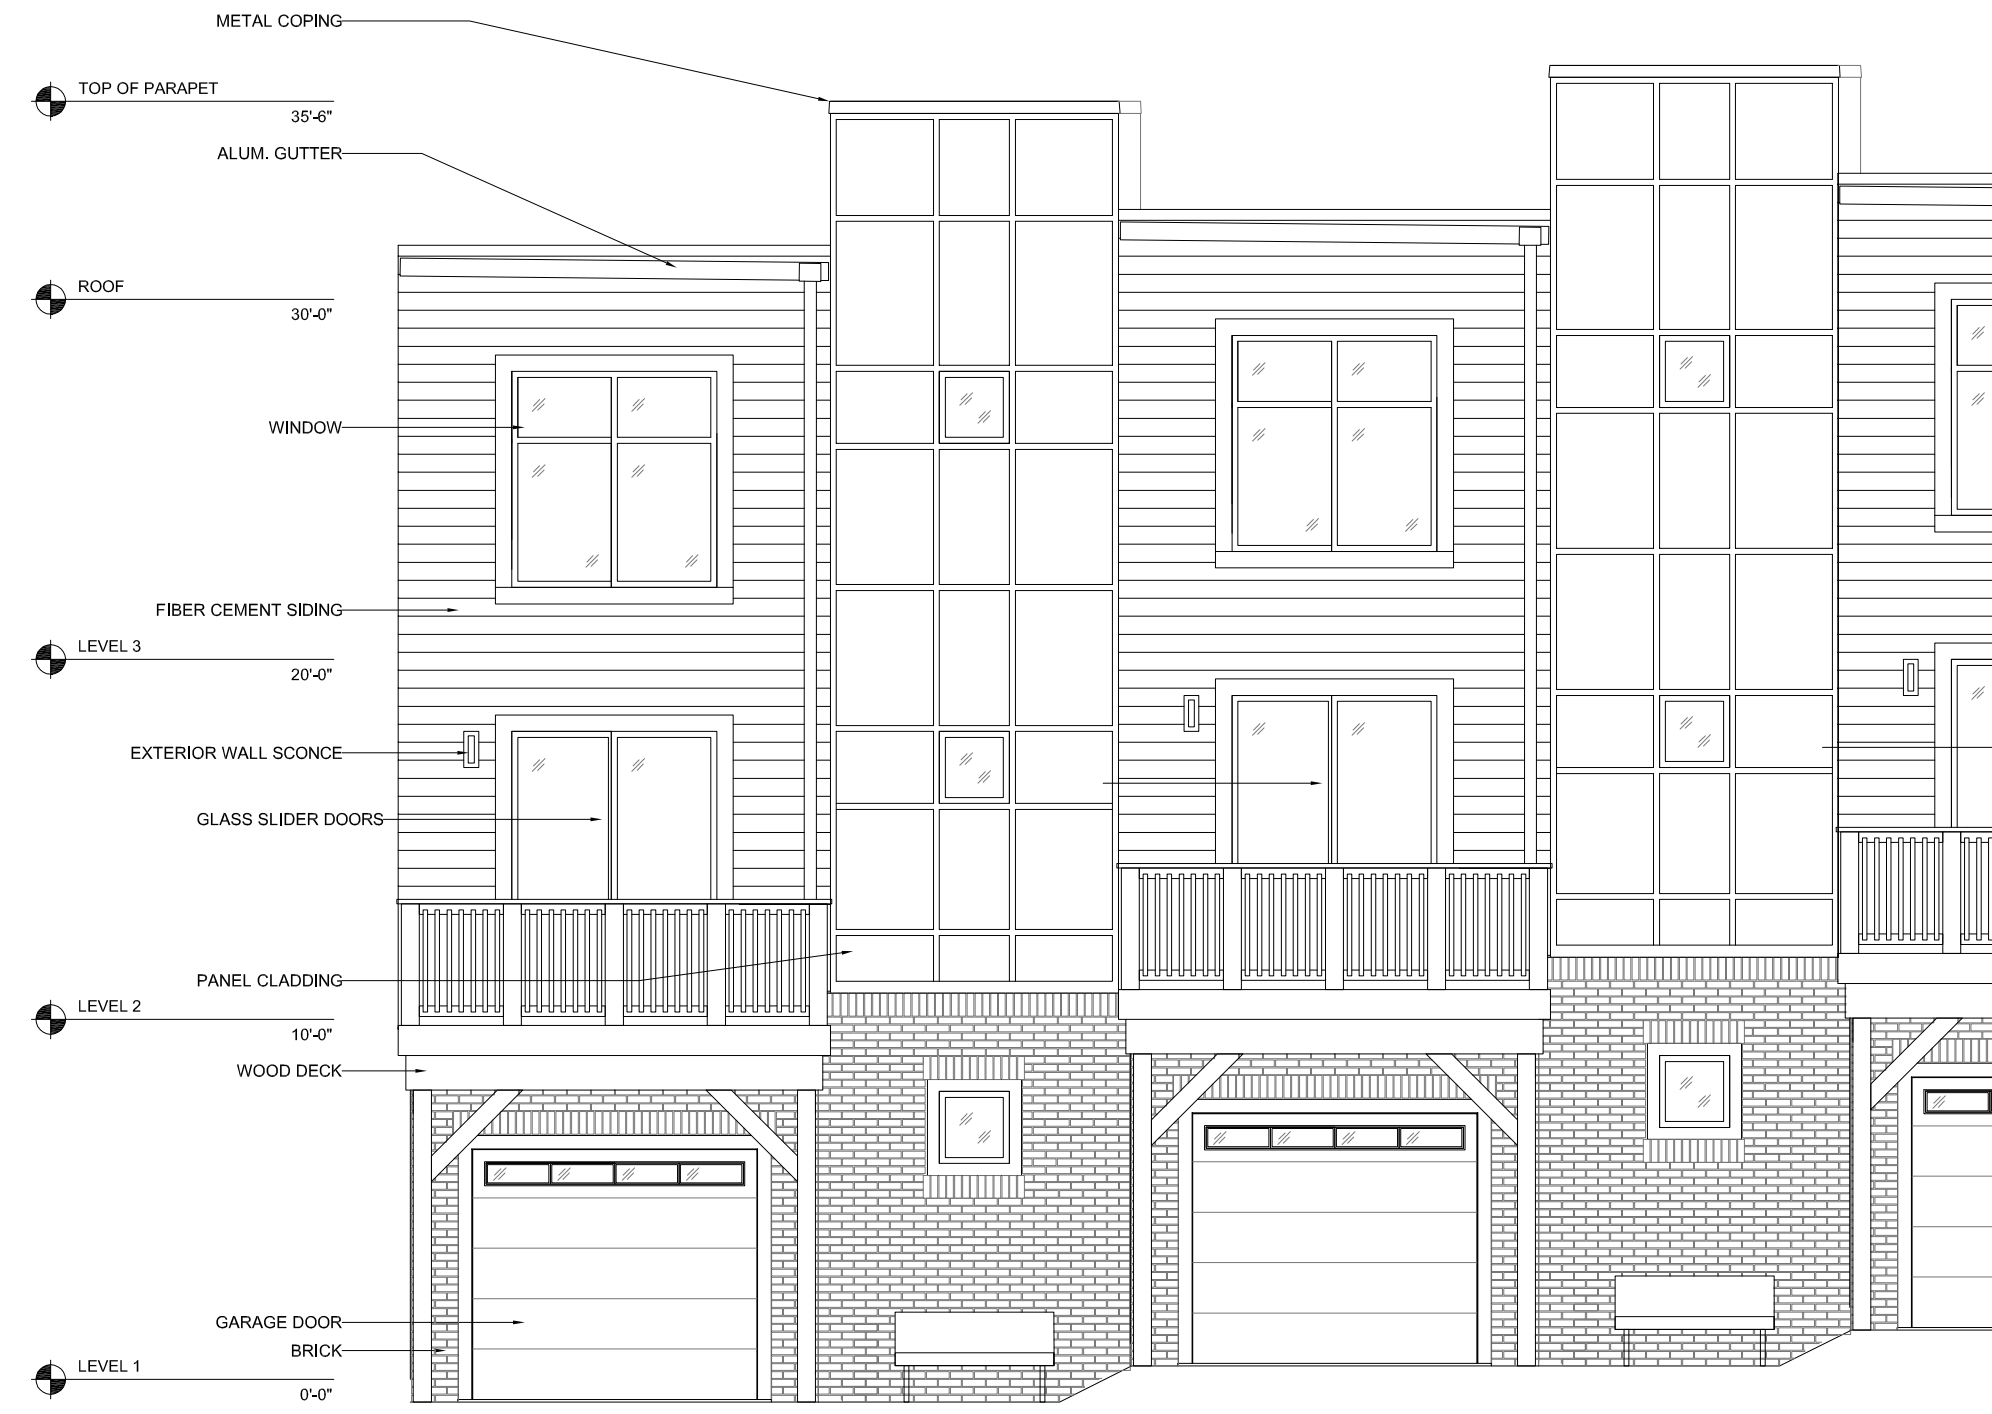 METAL COPING
TOP OF PARAPET
35'-6"
ALUM. GUTTER
ROOF
30'-0"
WINDOW
FIBER CEMENT SIDING
LEVEL 3
20'-0"
EXTERIOR WALL SCONCE
GLASS SLIDER DOORS
PANEL CLADDING
LEVEL 2
10'-0"
WOOD DECK
GARAGE DOOR
BRICK
LEVEL 1
0'-0"